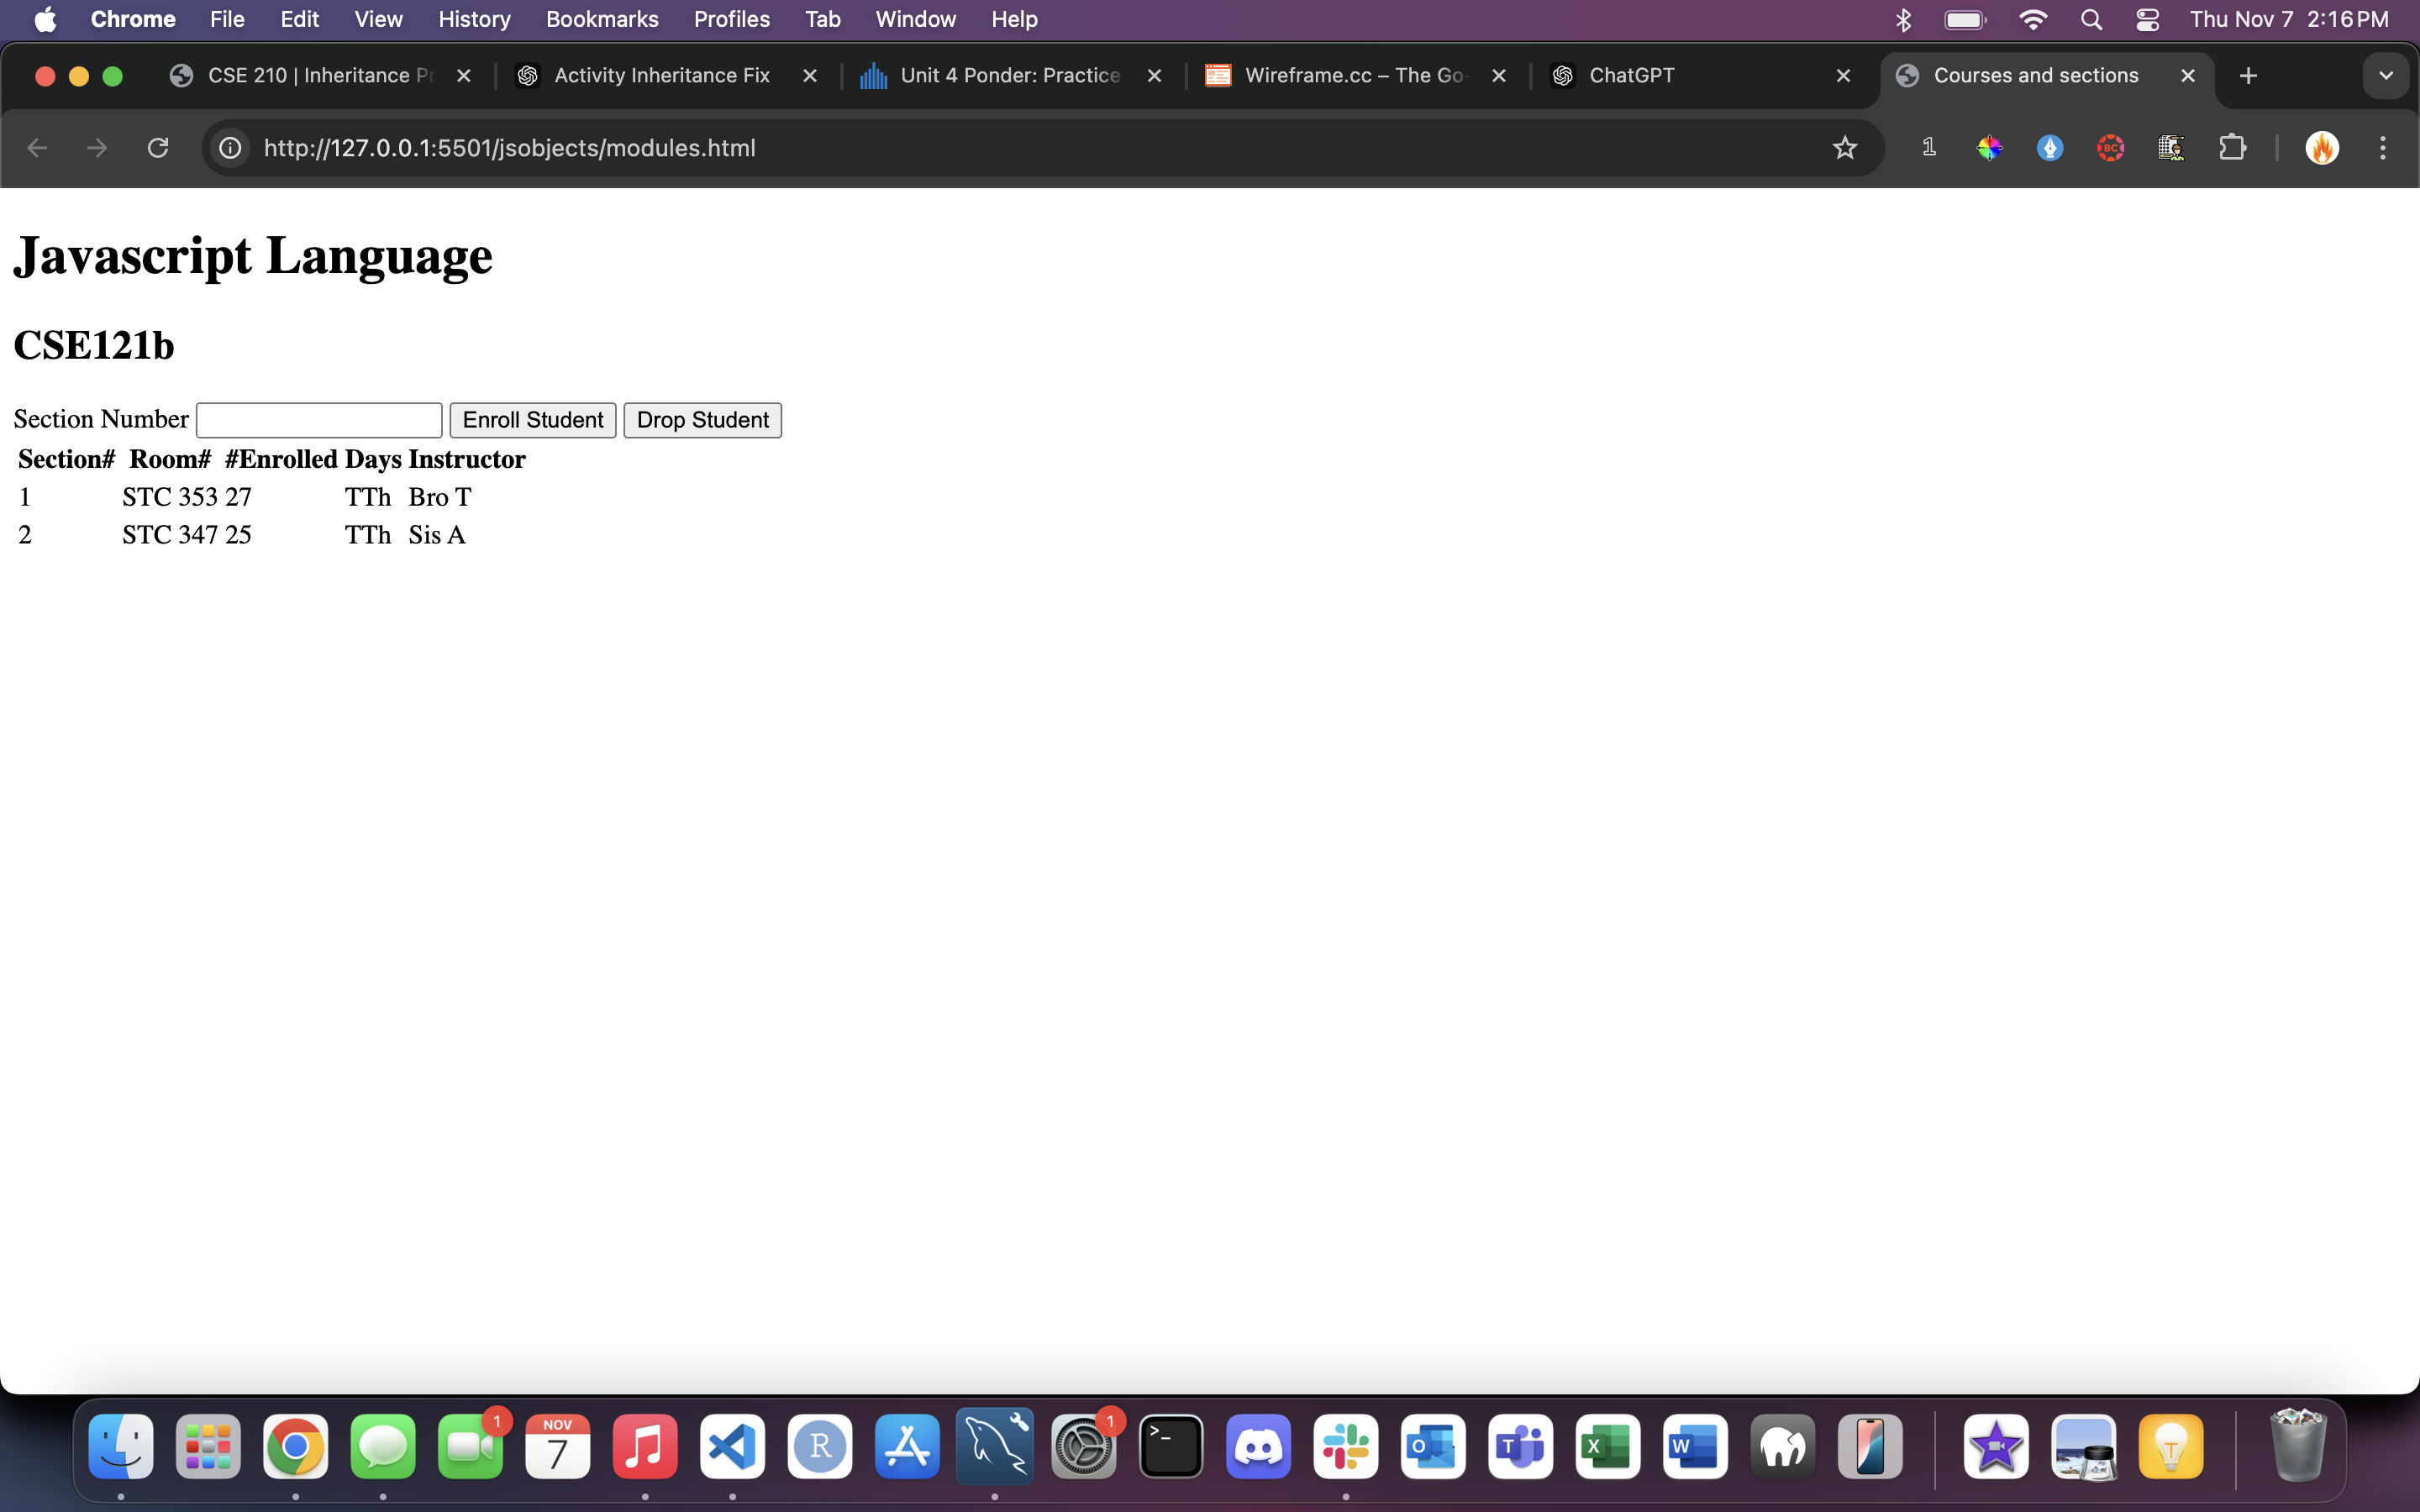 Chrome File Edit View History Bookmarks Profiles Tab Window Help Thu Nov 7 2:16 PM
CSE 210 | Inheritance Pr Activity Inheritance Fix Unit 4 Ponder: Practice Wireframe.cc – The Go- ChatGPT Courses and sections
http://127.0.0.1:5501/jsobjects/modules.html 1 BC
Javascript Language
CSE121b
Section Number Enroll Student Drop Student
Section# Room# #Enrolled Days Instructor
1 STC 353 27 TTh Bro T
2 STC 347 25 TTh Sis A
1 NOV 7 R 1 >_ O T X W T